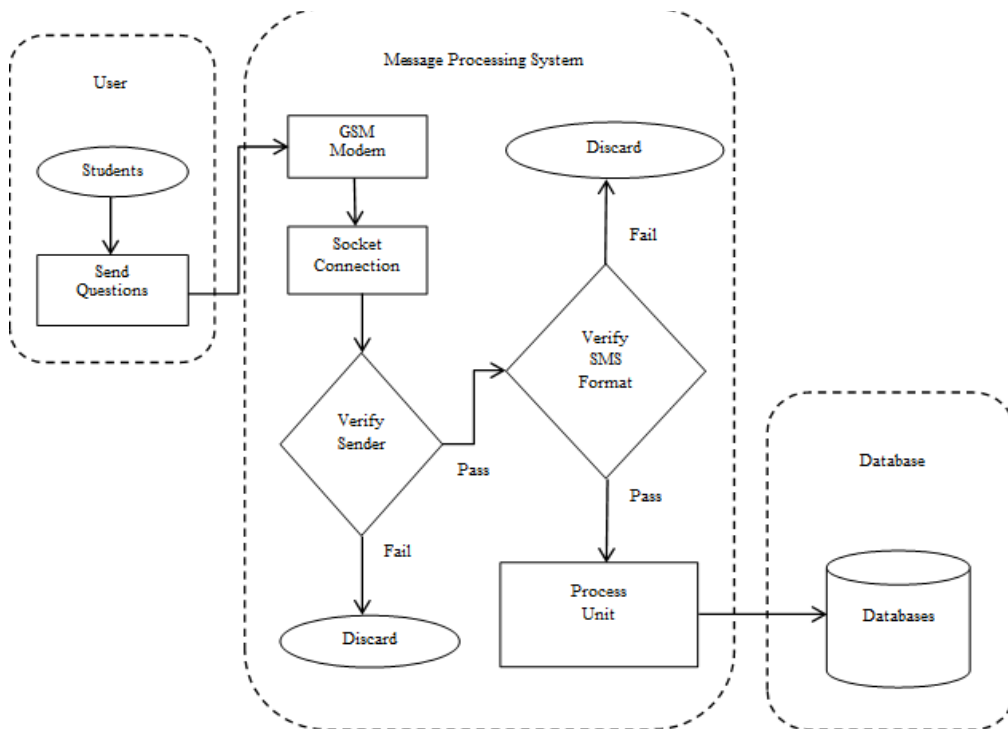 User
Students
Send
Questions
Message Processing System
GSM
Modem
Socket
Connection
Verify
Sender
Pass
Fail
Discard
Discard
Fail
Verify
SMS
Format
Pass
Process
Unit
Database
Databases